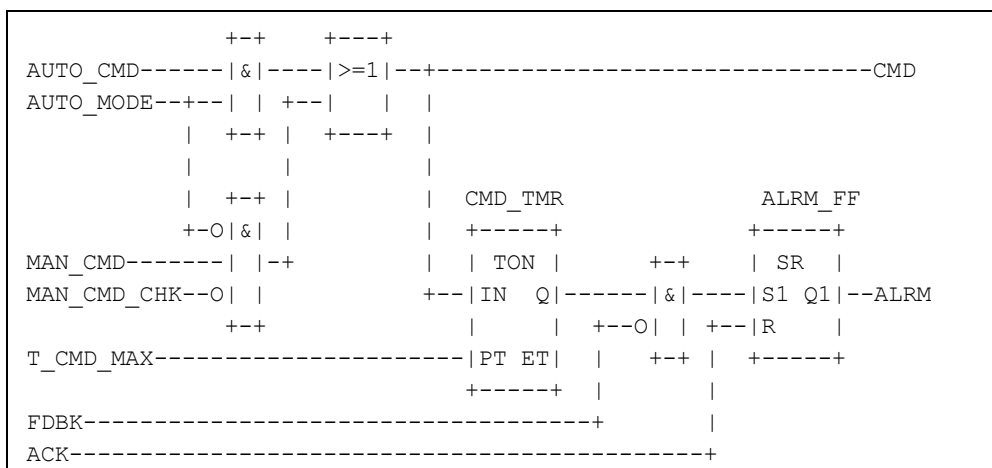 +-+    +---+
AUTO_CMD------|&|----|>=1|--+-------------------------------CMD
AUTO_MODE--+--| | +--|   |  |
           |  +-+ |  +---+  |
           |      |         |
           |  +-+ |         |  CMD_TMR              ALRM_FF
           +-O|&| |         |  +-----+             +-----+
MAN_CMD-------| |-+         |  | TON |      +-+    | SR  |
MAN_CMD_CHK--O| |           +--|IN  Q|------|&|----|S1 Q1|--ALRM
              +-+              |     |  +--O| | +--|R    |
T_CMD_MAX----------------------|PT ET|  |   +-+ |  +-----+
                               +-----+  |       |
FDBK------------------------------------+       |
ACK---------------------------------------------+